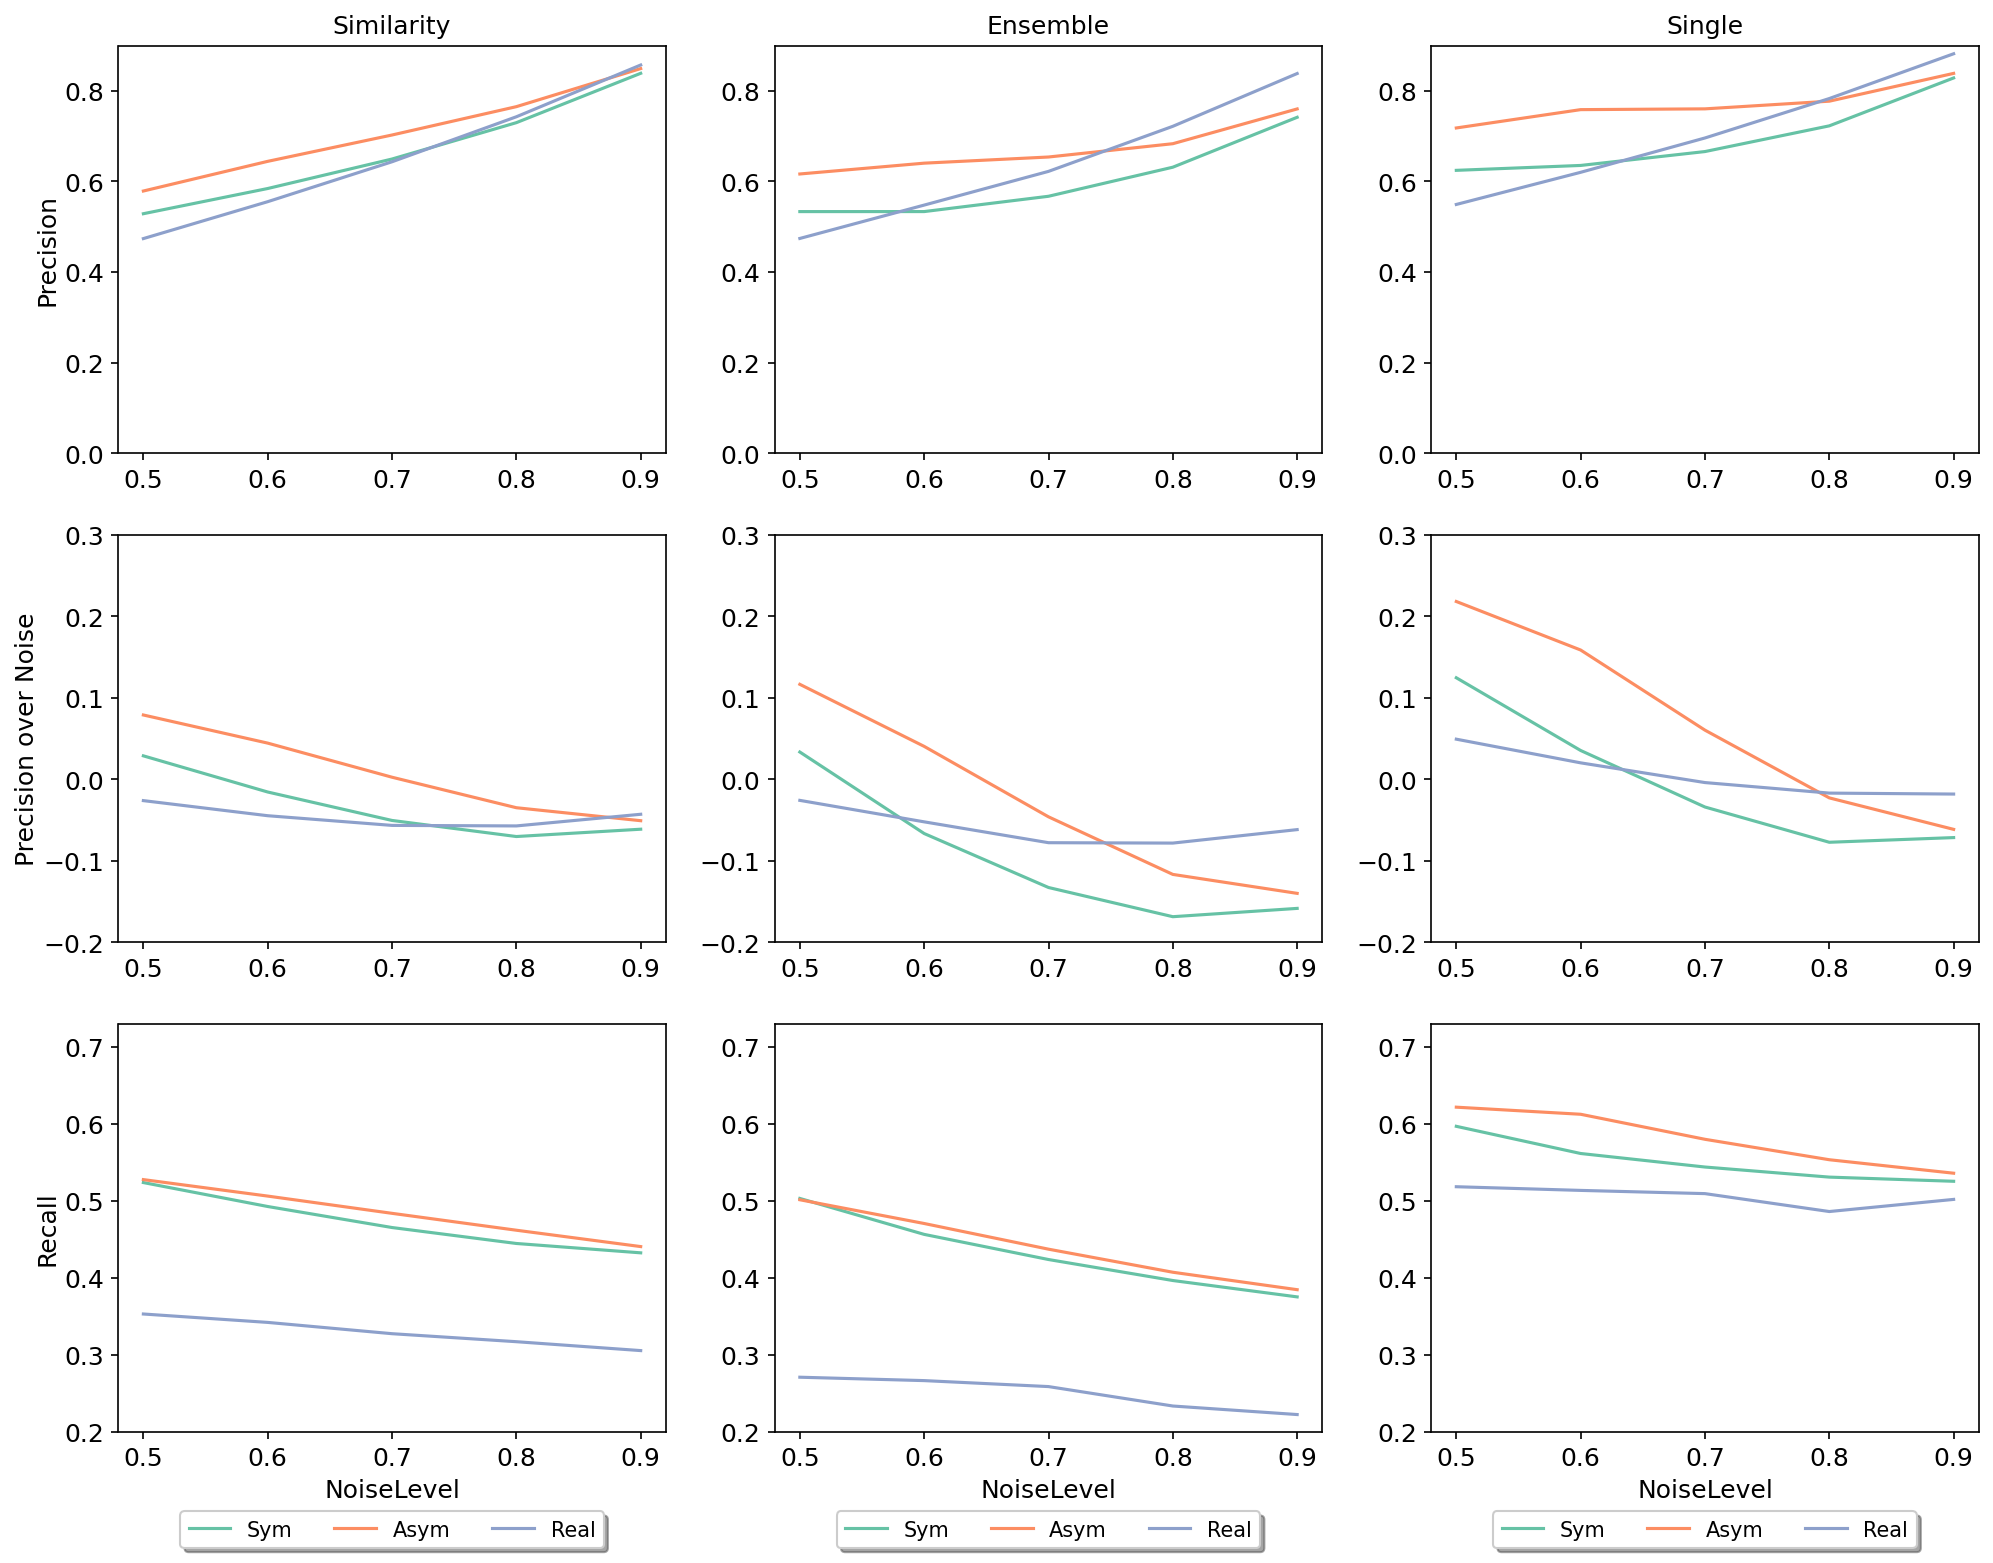 Similarity Ensemble Single
Precision
0.8 0.6 0.4 0.2 0.0
0.5 0.6 0.7 0.8 0.9
0.8 0.6 0.4 0.2 0.0
0.5 0.6 0.7 0.8 0.9
0.8 0.6 0.4 0.2 0.0
0.5 0.6 0.7 0.8 0.9
Precision over Noise
0.3 0.2 0.1 0.0 −0.1 −0.2
0.5 0.6 0.7 0.8 0.9
0.3 0.2 0.1 0.0 −0.1 −0.2
0.5 0.6 0.7 0.8 0.9
0.3 0.2 0.1 0.0 −0.1 −0.2
0.5 0.6 0.7 0.8 0.9
Recall
0.7 0.6 0.5 0.4 0.3 0.2
0.5 0.6 0.7 0.8 0.9
NoiseLevel
Sym Asym Real
0.7 0.6 0.5 0.4 0.3 0.2
0.5 0.6 0.7 0.8 0.9
NoiseLevel
Sym Asym Real
0.7 0.6 0.5 0.4 0.3 0.2
0.5 0.6 0.7 0.8 0.9
NoiseLevel
Sym Asym Real